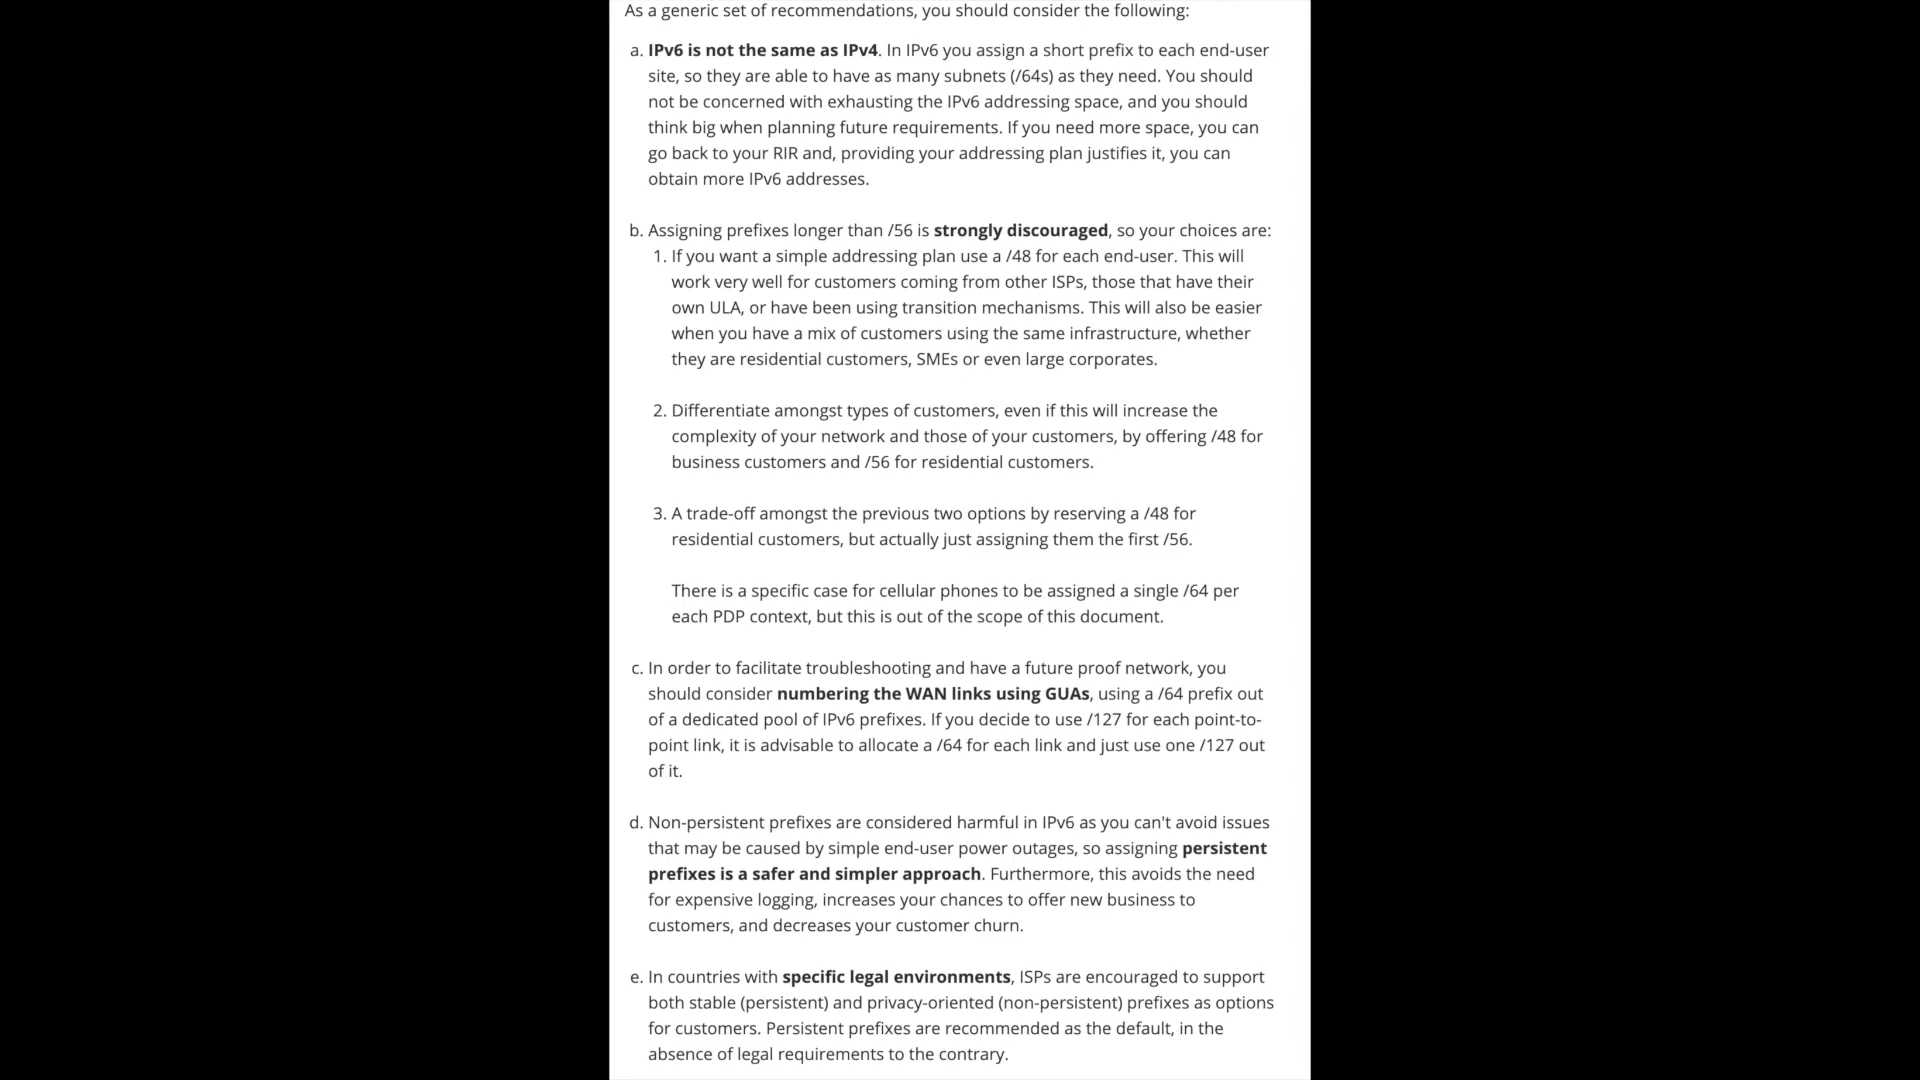 As a generic set of recommendations, you should consider the following:
a. IPv6 is not the same as IPv4. In IPv6 you assign a short prefix to each end-user
site, so they are able to have as many subnets (/64s) as they need. You should
not be concerned with exhausting the IPv6 addressing space, and you should
think big when planning future requirements. If you need more space, you can
go back to your RIR and, providing your addressing plan justifies it, you can
obtain more IPv6 addresses.
b. Assigning prefixes longer than /56 is strongly discouraged, so your choices are:
1. If you want a simple addressing plan use a /48 for each end-user. This will
work very well for customers coming from other ISPs, those that have their
own ULA, or have been using transition mechanisms. This will also be easier
when you have a mix of customers using the same infrastructure, whether
they are residential customers, SMEs or even large corporates.
2. Differentiate amongst types of customers, even if this will increase the
complexity of your network and those of your customers, by offering /48 for
business customers and /56 for residential customers.
3. A trade-off amongst the previous two options by reserving a /48 for
residential customers, but actually just assigning them the first /56.
There is a specific case for cellular phones to be assigned a single /64 per
each PDP context, but this is out of the scope of this document.
c. In order to facilitate troubleshooting and have a future proof network, you
should consider numbering the WAN links using GUAs, using a /64 prefix out
of a dedicated pool of IPv6 prefixes. If you decide to use /127 for each point-to-
point link, it is advisable to allocate a /64 for each link and just use one /127 out
of it.
d. Non-persistent prefixes are considered harmful in IPv6 as you can't avoid issues
that may be caused by simple end-user power outages, so assigning persistent
prefixes is a safer and simpler approach. Furthermore, this avoids the need
for expensive logging, increases your chances to offer new business to
customers, and decreases your customer churn.
e. In countries with specific legal environments, ISPs are encouraged to support
both stable (persistent) and privacy-oriented (non-persistent) prefixes as options
for customers. Persistent prefixes are recommended as the default, in the
absence of legal requirements to the contrary.